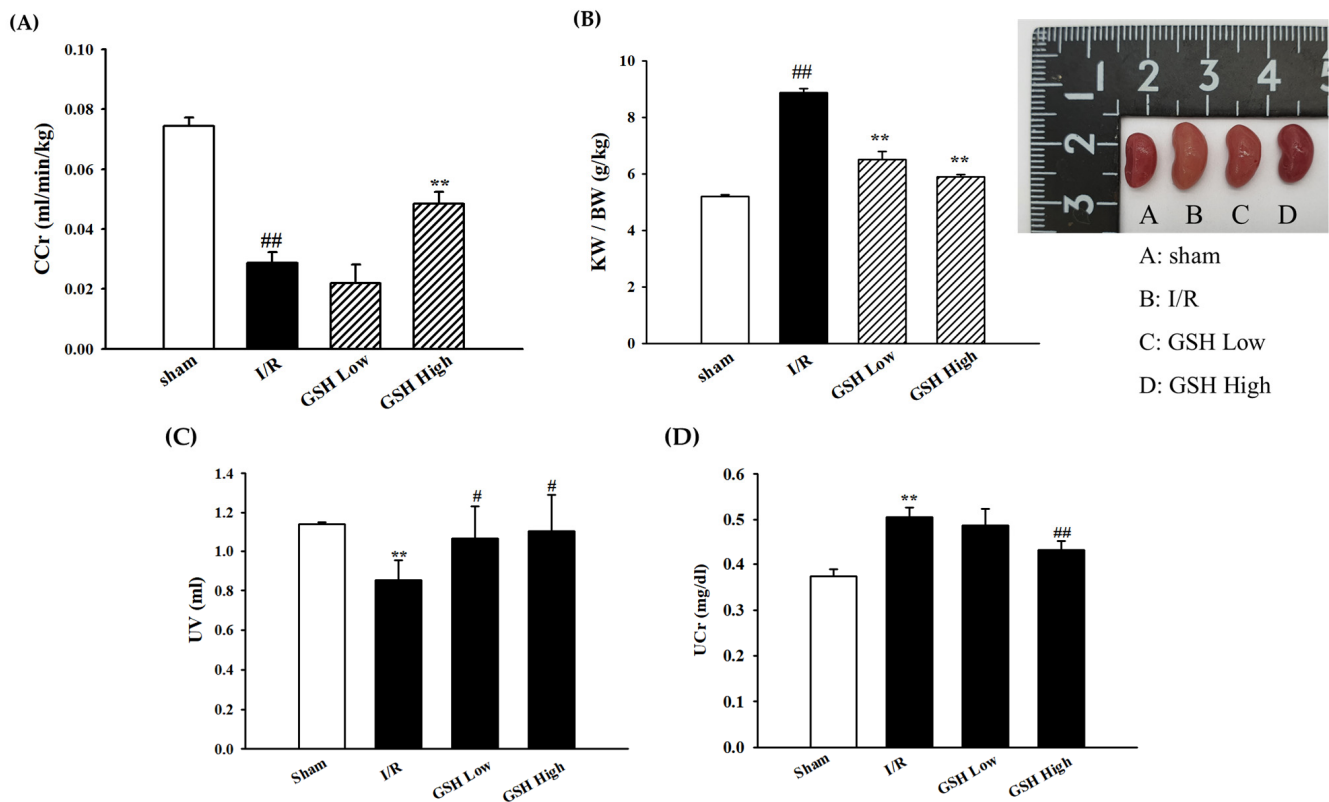 (A)
0.10
0.08
0.06
0.04
0.02
0.00
CCr (ml/min/kg)
##
**
sham
I/R
GSH Low
GSH High
(B)
10
8
6
4
2
0
KW / BW (g/kg)
##
**
**
sham
I/R
GSH Low
GSH High
1 2 3 4 5
1
2
3
A B C D
A: sham
B: I/R
C: GSH Low
D: GSH High
(C)
1.4
1.2
1.0
0.8
0.6
0.4
0.2
0.0
UV (ml)
**
#
#
Sham
I/R
GSH Low
GSH High
(D)
0.6
0.5
0.4
0.3
0.2
0.1
0.0
UCr (mg/dl)
**
##
Sham
I/R
GSH Low
GSH High